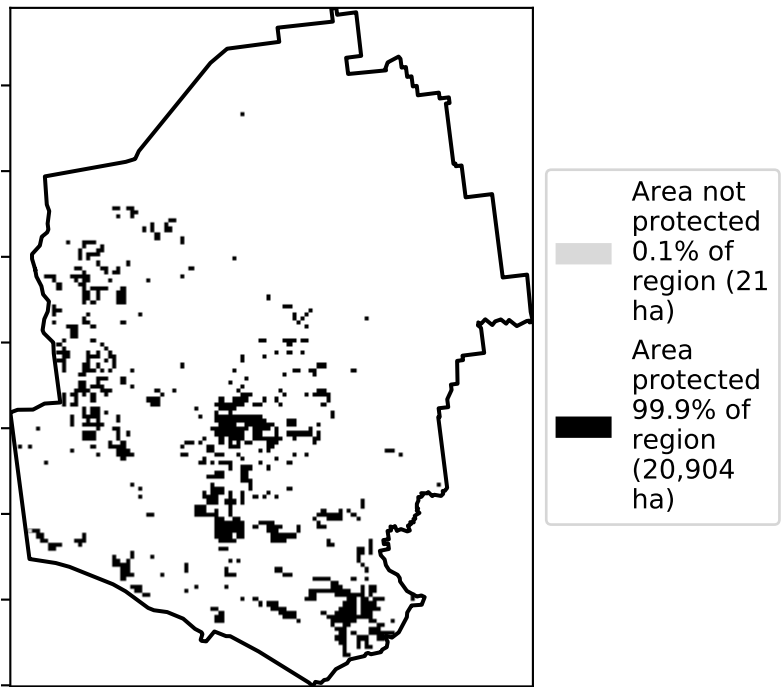 Area not
protected
0.1% of
region (21
ha)
Area
protected
99.9% of
region
(20,904
ha)